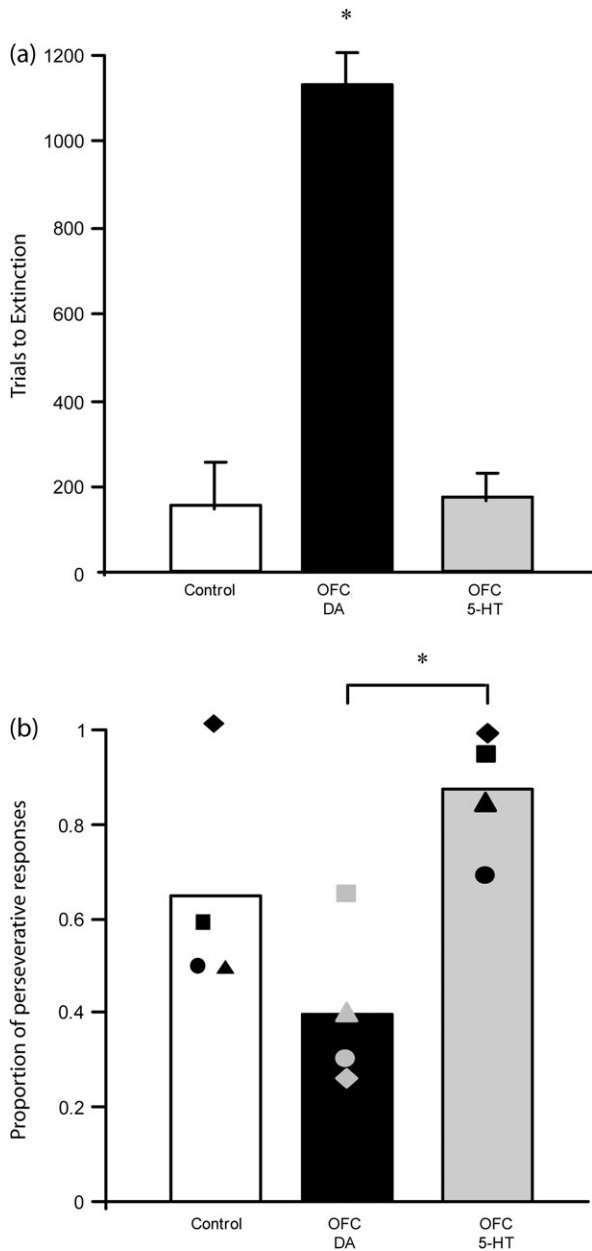 *
(a)
1200
1000
800
600
400
200
0
Trials to Extinction
Control
OFC
DA
OFC
5-HT
*
(b)
1
0.8
0.6
0.4
0.2
0
Proportion of perseverative responses
Control
OFC
DA
OFC
5-HT